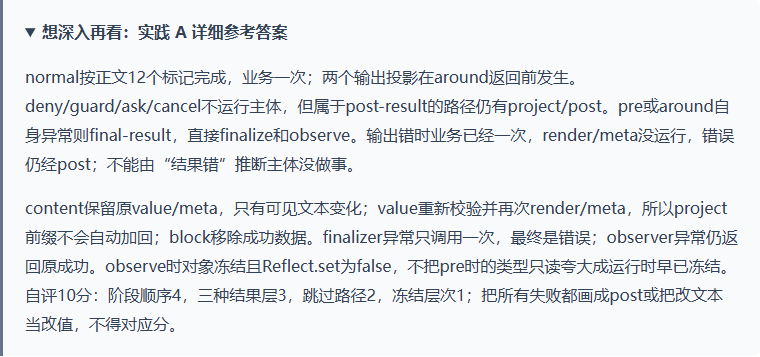 ▼ 想深入再看：实践 A 详细参考答案
normal按正文12个标记完成，业务一次；两个输出投影在around返回前发生。
deny/guard/ask/cancel不运行主体，但属于post-result的路径仍有project/post。pre或around自
身异常则final-result，直接finalize和observe。输出错时业务已经一次，render/meta没运行，错误
仍经post；不能由“结果错”推断主体没做事。
content保留原value/meta，只有可见文本变化；value重新校验并再次render/meta，所以project
前缀不会自动加回；block移除成功数据。finalizer异常只调用一次，最终是错误；observer异常仍返
回原成功。observe时对象冻结且Reflect.set为false，不把pre时的类型只读夸大成运行时早已冻结。
自评10分：阶段顺序4，三种结果层3，跳过路径2，冻结层次1；把所有失败都画成post或把改文本
当改值，不得对应分。